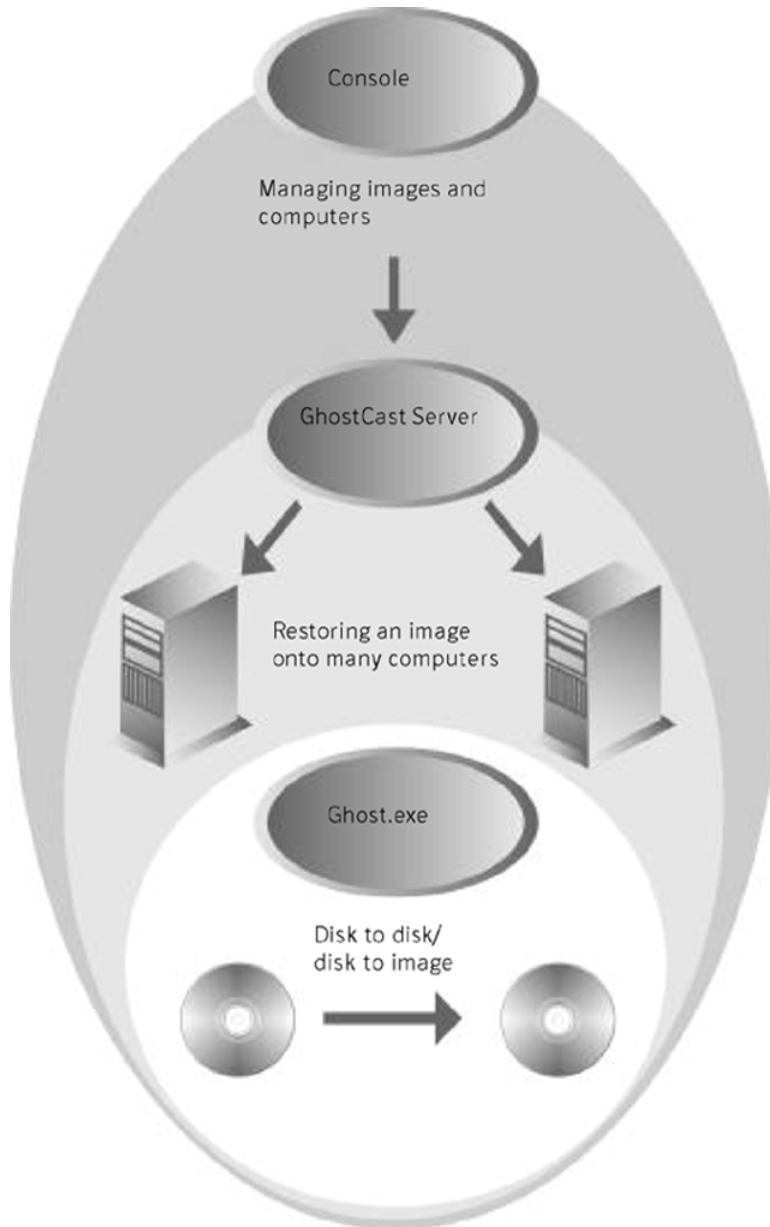 Console
Managing images and
computers
GhostCast Server
Restoring an image
onto many computers
Ghost.exe
Disk to disk/
disk to image